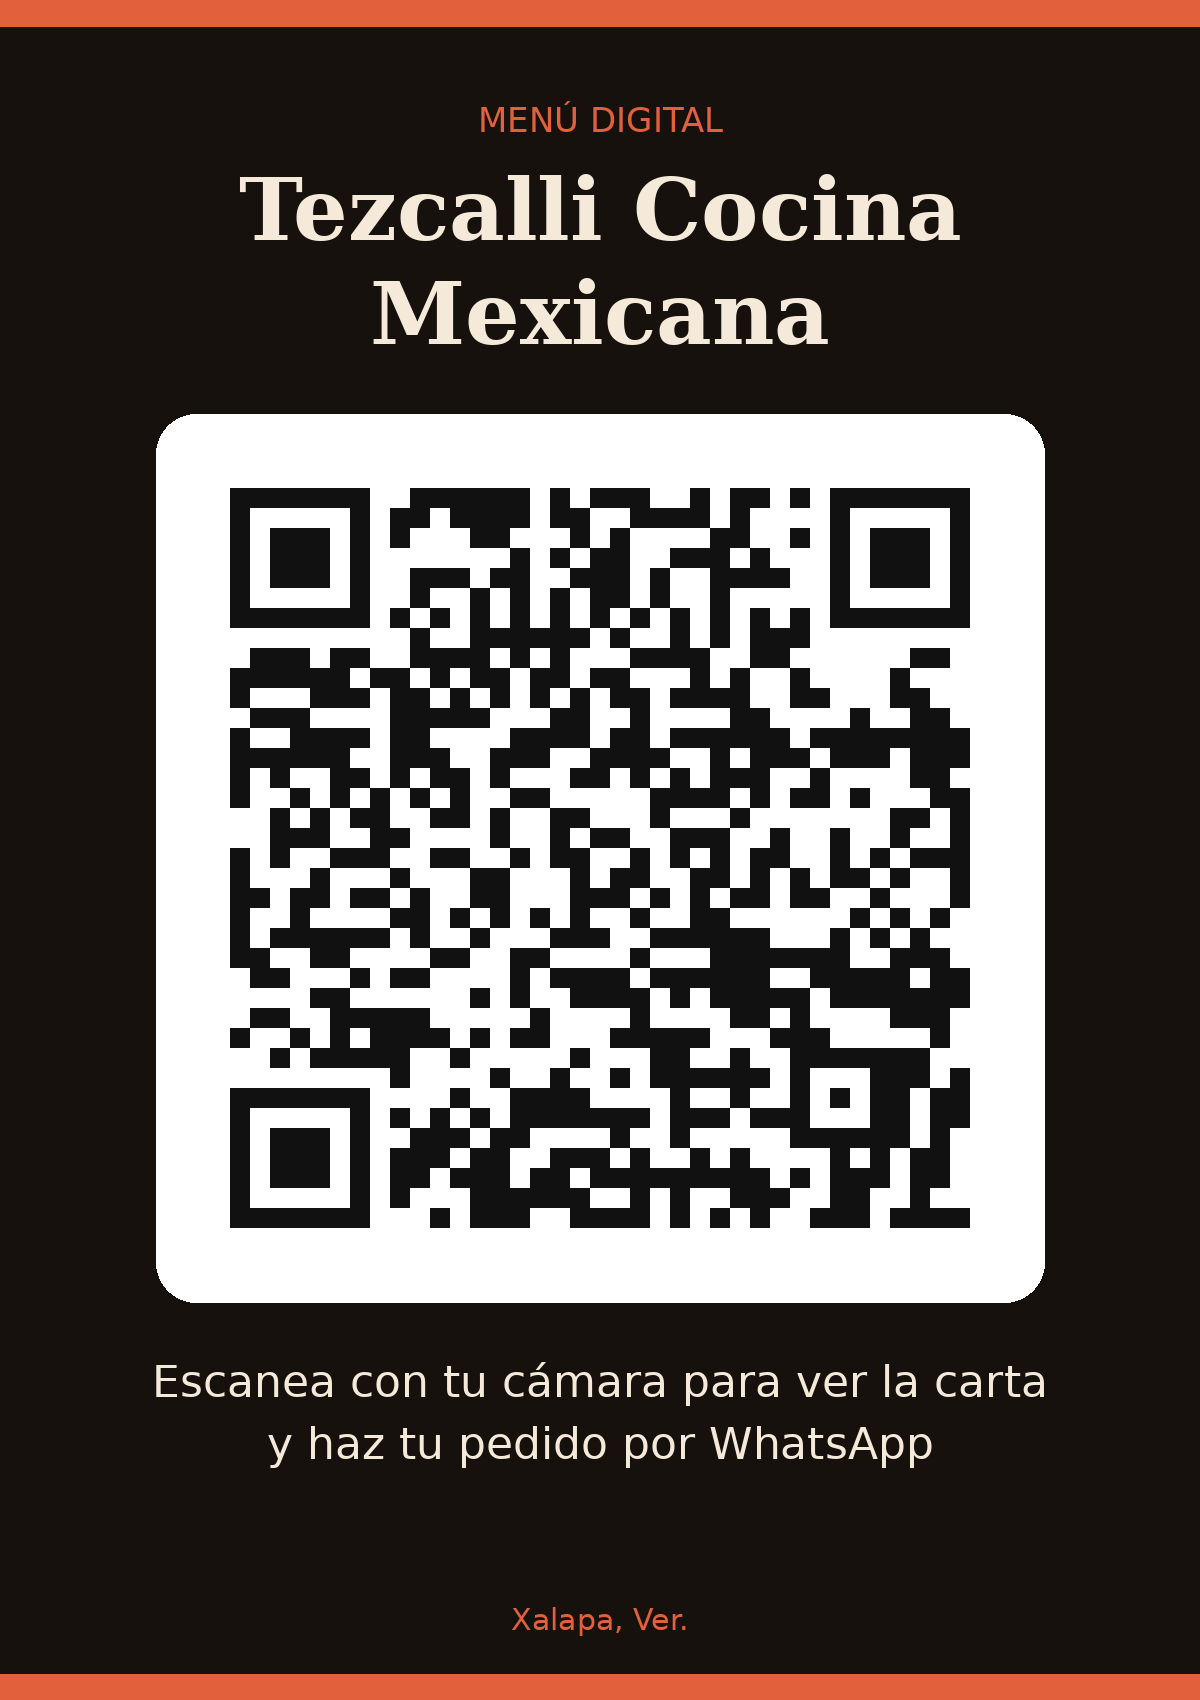 MENÚ DIGITAL
Tezcalli Cocina
Mexicana
Escanea con tu cámara para ver la carta
y haz tu pedido por WhatsApp
Xalapa, Ver.